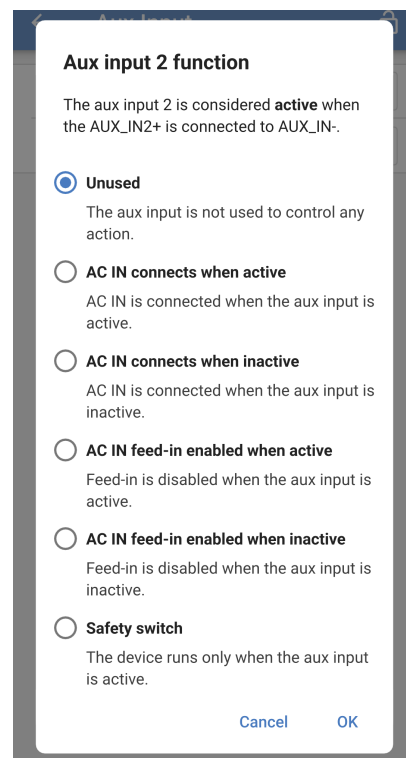 Aux Input
Aux input 2 function
The aux input 2 is considered active when
the AUX_IN2+ is connected to AUX_IN-.
Unused
The aux input is not used to control any
action.
AC IN connects when active
AC IN is connected when the aux input is
active.
AC IN connects when inactive
AC IN is connected when the aux input is
inactive.
AC IN feed-in enabled when active
Feed-in is disabled when the aux input is
active.
AC IN feed-in enabled when inactive
Feed-in is disabled when the aux input is
inactive.
Safety switch
The device runs only when the aux input
is active.
Cancel OK